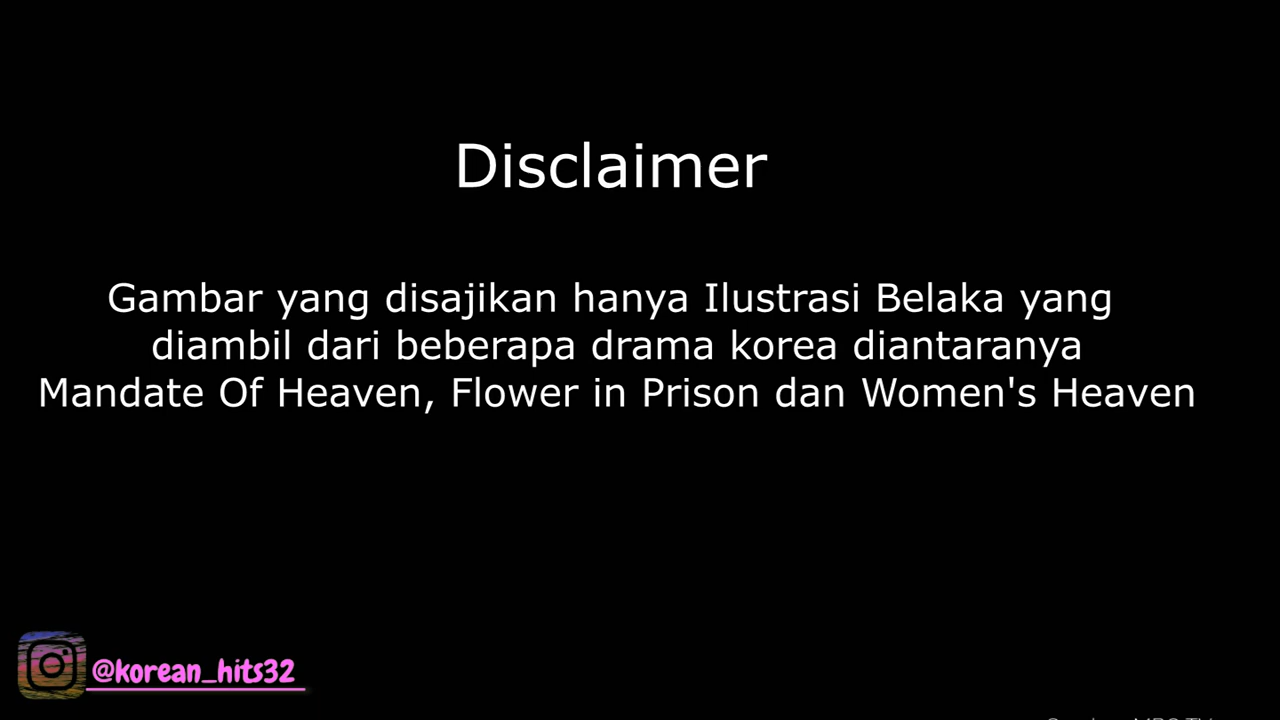 Disclaimer
Gambar yang disajikan hanya Ilustrasi Belaka yang
diambil dari beberapa drama korea diantaranya
Mandate Of Heaven, Flower in Prison dan Women's Heaven
@korean_hits32